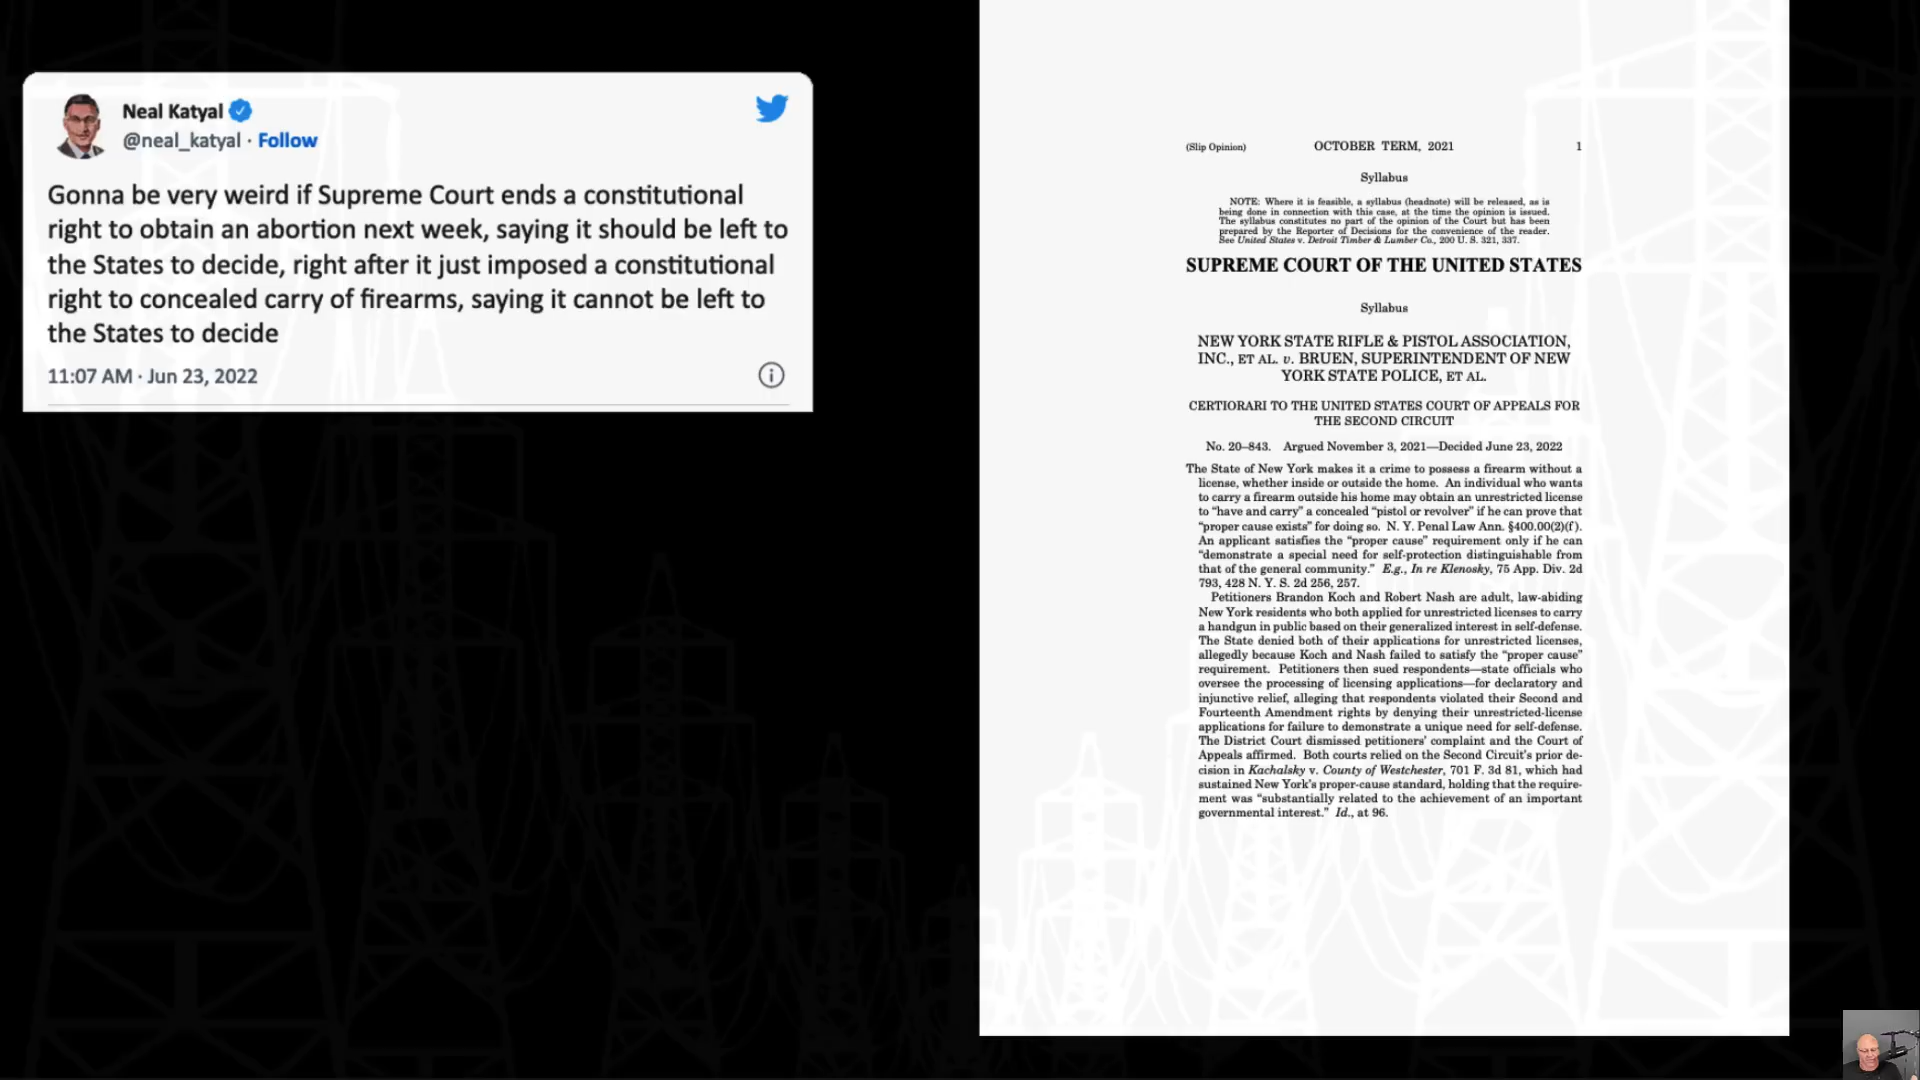 Neal Katyal
@neal_katyal · Follow
Gonna be very weird if Supreme Court ends a constitutional
right to obtain an abortion next week, saying it should be left to
the States to decide, right after it just imposed a constitutional
right to concealed carry of firearms, saying it cannot be left to
the States to decide
11:07 AM · Jun 23, 2022
(Slip Opinion) OCTOBER TERM, 2021 1
Syllabus
NOTE: Where it is feasible, a syllabus (headnote) will be released, as is
being done in connection with this case, at the time the opinion is issued.
The syllabus constitutes no part of the opinion of the Court but has been
prepared by the Reporter of Decisions for the convenience of the reader.
See United States v. Detroit Timber & Lumber Co., 200 U. S. 321, 337.
SUPREME COURT OF THE UNITED STATES
Syllabus
NEW YORK STATE RIFLE & PISTOL ASSOCIATION,
INC., ET AL. v. BRUEN, SUPERINTENDENT OF NEW
YORK STATE POLICE, ET AL.
CERTIORARI TO THE UNITED STATES COURT OF APPEALS FOR
THE SECOND CIRCUIT
No. 20–843. Argued November 3, 2021—Decided June 23, 2022
The State of New York makes it a crime to possess a firearm without a
license, whether inside or outside the home. An individual who wants
to carry a firearm outside his home may obtain an unrestricted license
to “have and carry” a concealed “pistol or revolver” if he can prove that
“proper cause exists” for doing so. N. Y. Penal Law Ann. §400.00(2)(f).
An applicant satisfies the “proper cause” requirement only if he can
“demonstrate a special need for self-protection distinguishable from
that of the general community.” E.g., In re Klenosky, 75 App. Div. 2d
793, 428 N. Y. S. 2d 256, 257.
Petitioners Brandon Koch and Robert Nash are adult, law-abiding
New York residents who both applied for unrestricted licenses to carry
a handgun in public based on their generalized interest in self-defense.
The State denied both of their applications for unrestricted licenses,
allegedly because Koch and Nash failed to satisfy the “proper cause”
requirement. Petitioners then sued respondents—state officials who
oversee the processing of licensing applications—for declaratory and
injunctive relief, alleging that respondents violated their Second and
Fourteenth Amendment rights by denying their unrestricted-license
applications for failure to demonstrate a unique need for self-defense.
The District Court dismissed petitioners’ complaint and the Court of
Appeals affirmed. Both courts relied on the Second Circuit’s prior de-
cision in Kachalsky v. County of Westchester, 701 F. 3d 81, which had
sustained New York’s proper-cause standard, holding that the require-
ment was “substantially related to the achievement of an important
governmental interest.” Id., at 96.